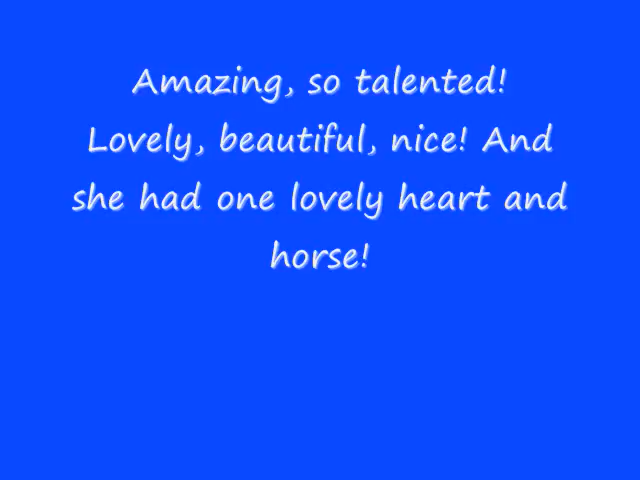 Amazing, so talented!
Lovely, beautiful, nice! And
she had one lovely heart and
horse!